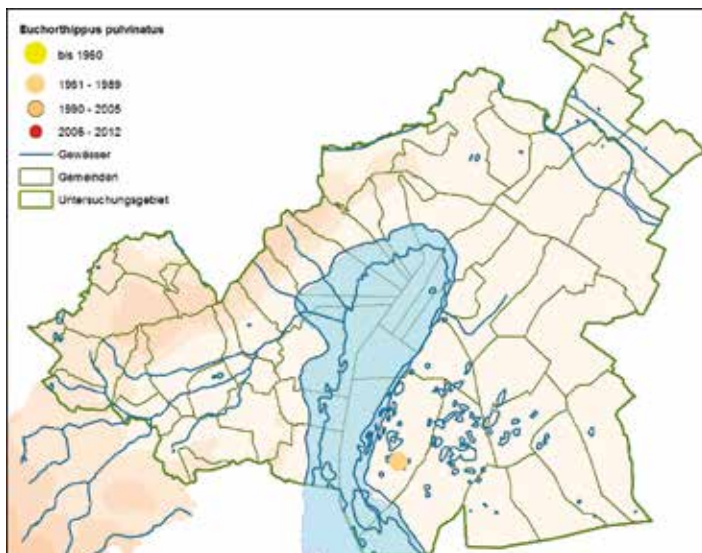 Euchorthippus pulvinatus
bis 1960
1961 - 1989
1990 - 2005
2006 - 2012
Gewässer
Gemeinden
Untersuchungsgebiet